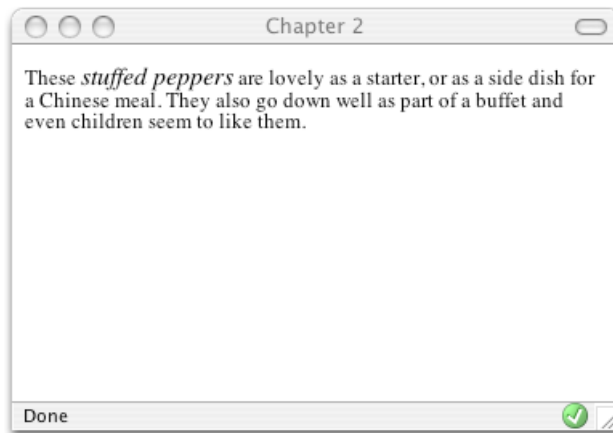 Chapter 2
These stuffed peppers are lovely as a starter, or as a side dish for
a Chinese meal. They also go down well as part of a buffet and
even children seem to like them.
Done